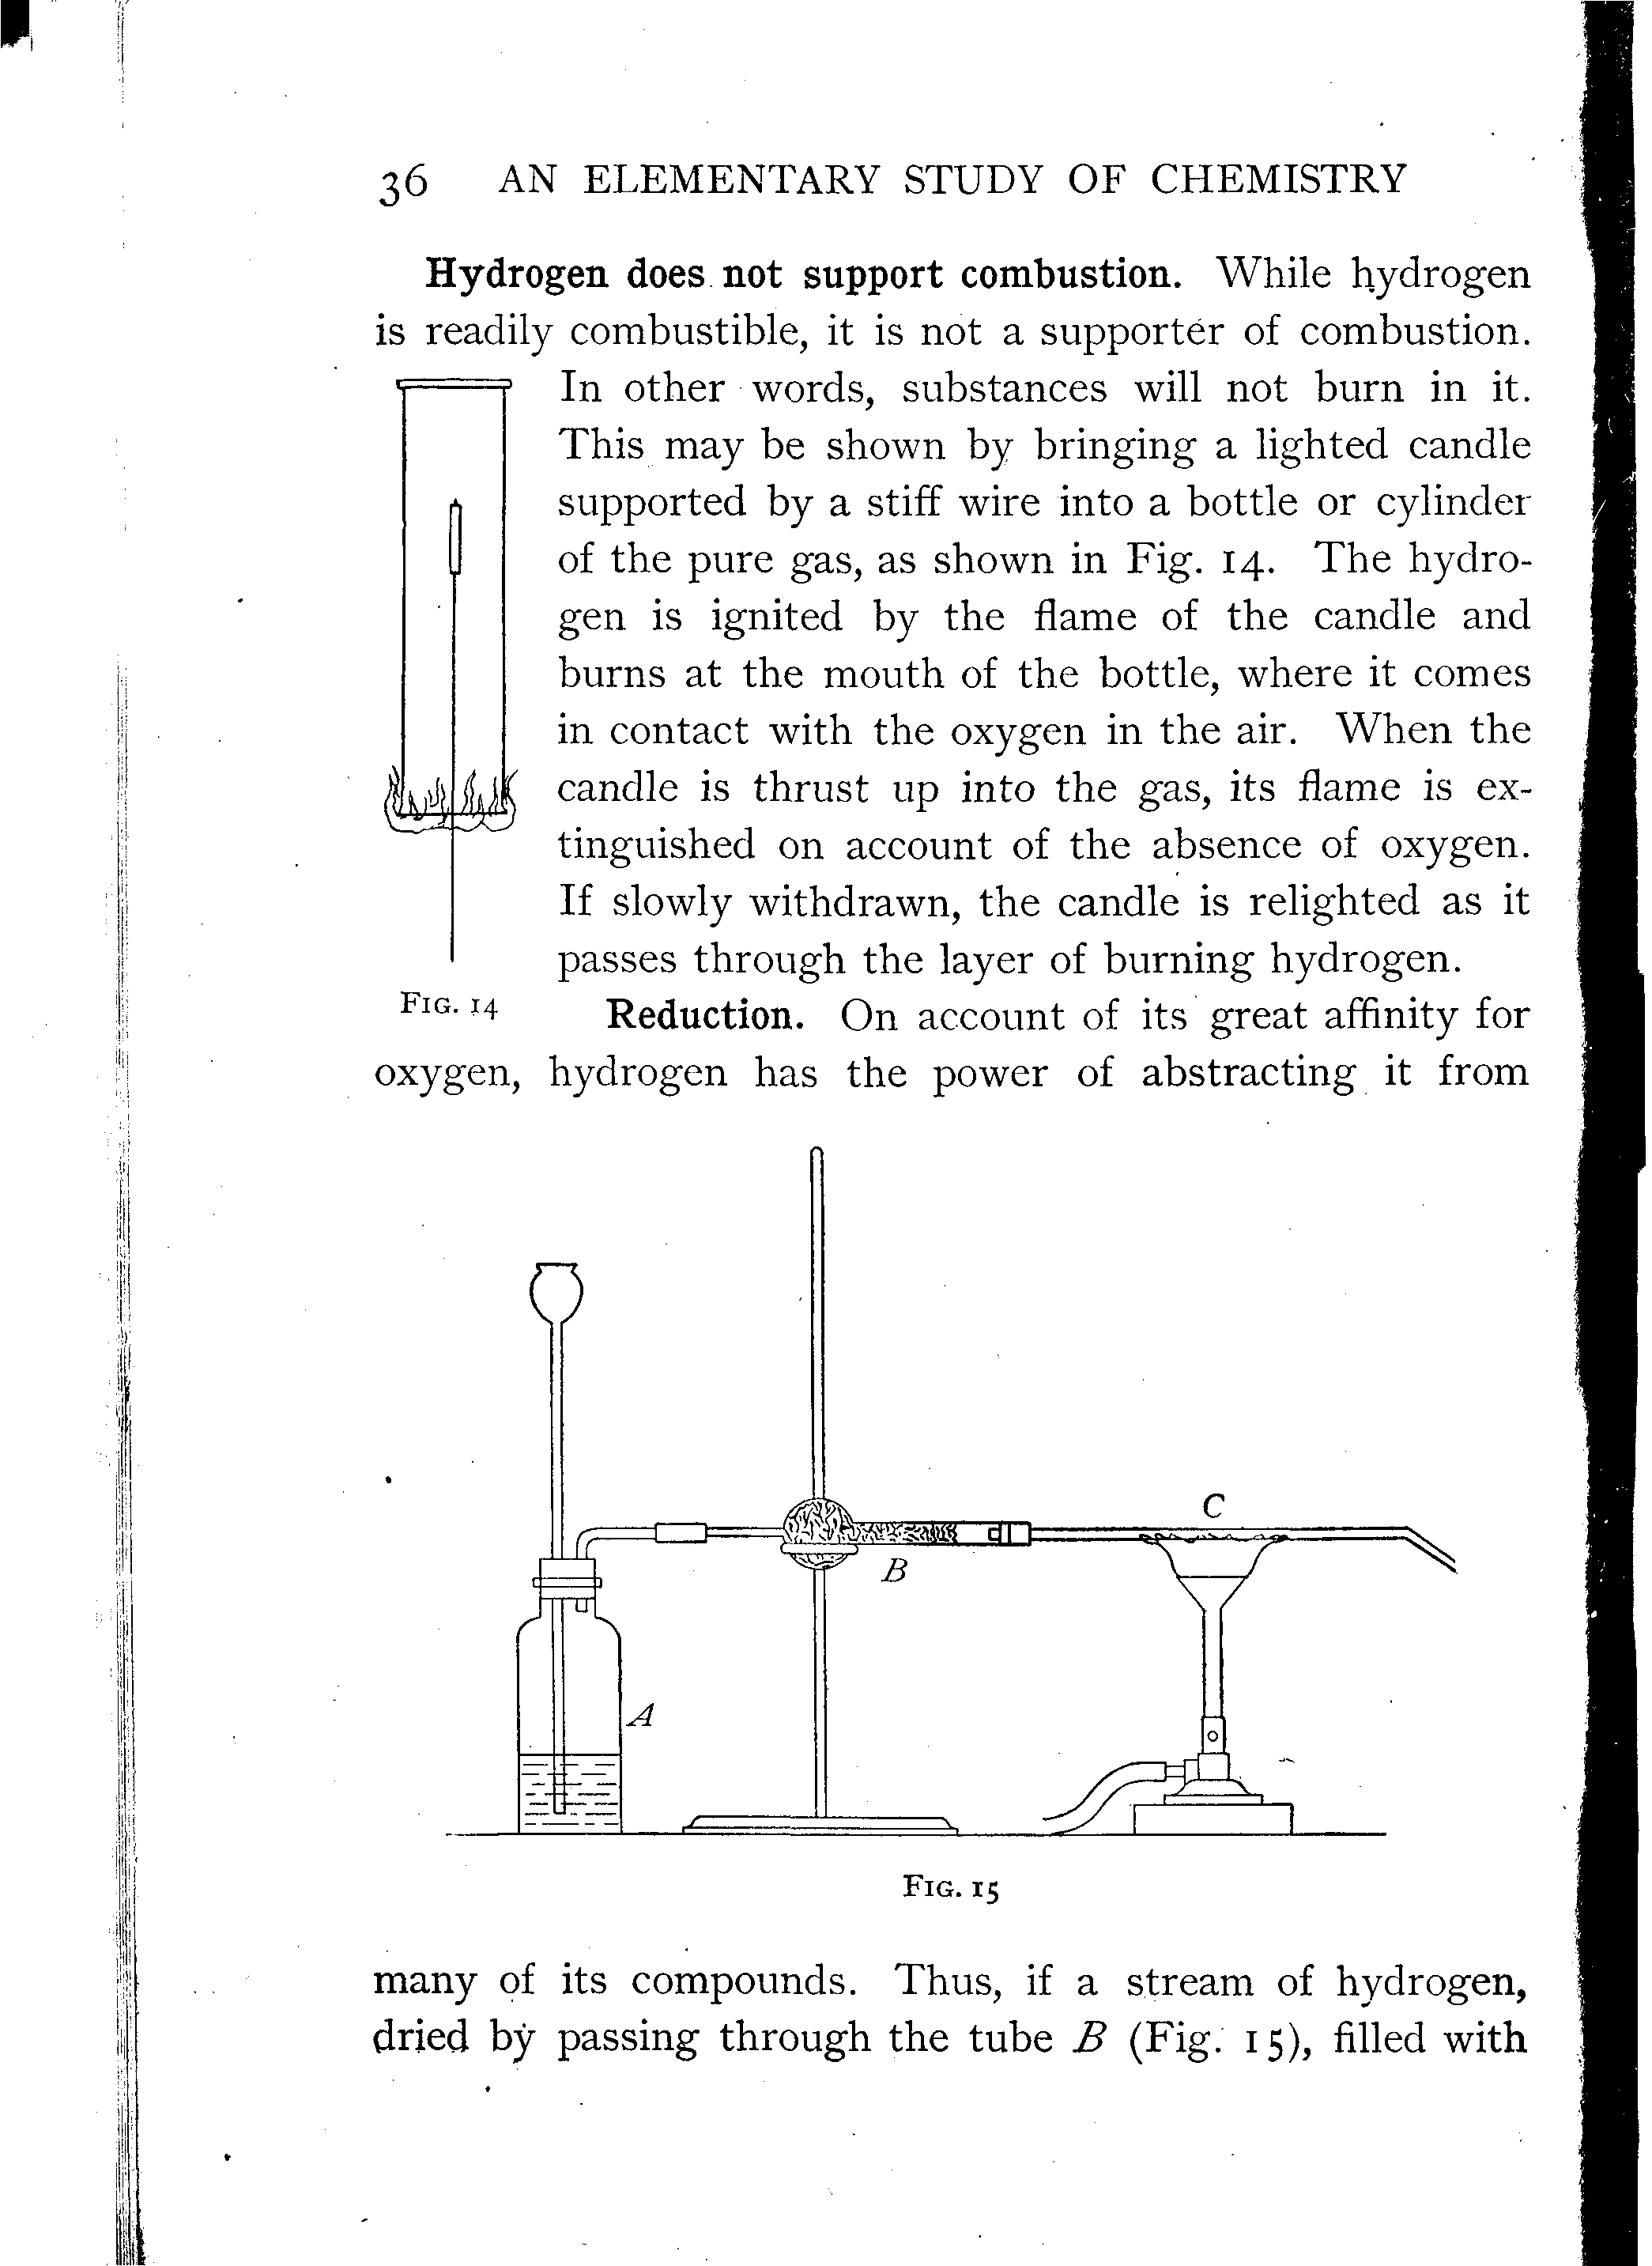 36 AN ELEMENTARY STUDY OF CHEMISTRY
Hydrogen does not support combustion. While hydrogen
is readily combustible, it is not a supporter of combustion.
In other words, substances will not burn in it.
This may be shown by bringing a lighted candle
supported by a stiff wire into a bottle or cylinder
of the pure gas, as shown in Fig. 14. The hydro-
gen is ignited by the flame of the candle and
burns at the mouth of the bottle, where it comes
in contact with the oxygen in the air. When the
candle is thrust up into the gas, its flame is ex-
tinguished on account of the absence of oxygen.
If slowly withdrawn, the candle is relighted as it
passes through the layer of burning hydrogen.
FIG. 14
Reduction. On account of its great affinity for
oxygen, hydrogen has the power of abstracting it from
C
B
A
FIG. 15
many of its compounds. Thus, if a stream of hydrogen,
dried by passing through the tube B (Fig. 15), filled with